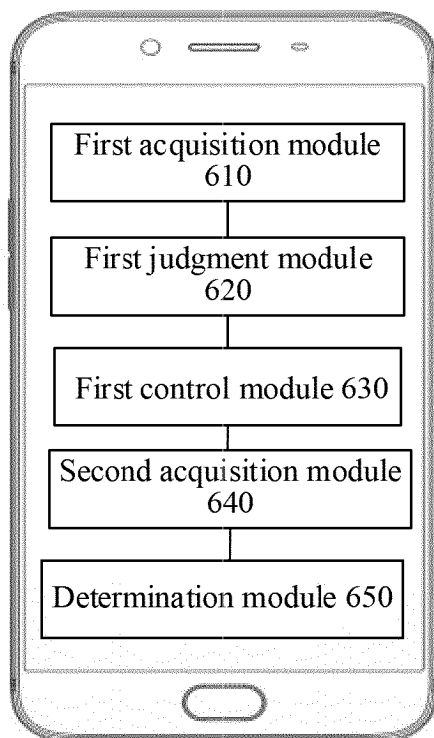 First acquisition module
610
First judgment module
620
First control module 630
Second acquisition module
640
Determination module 650